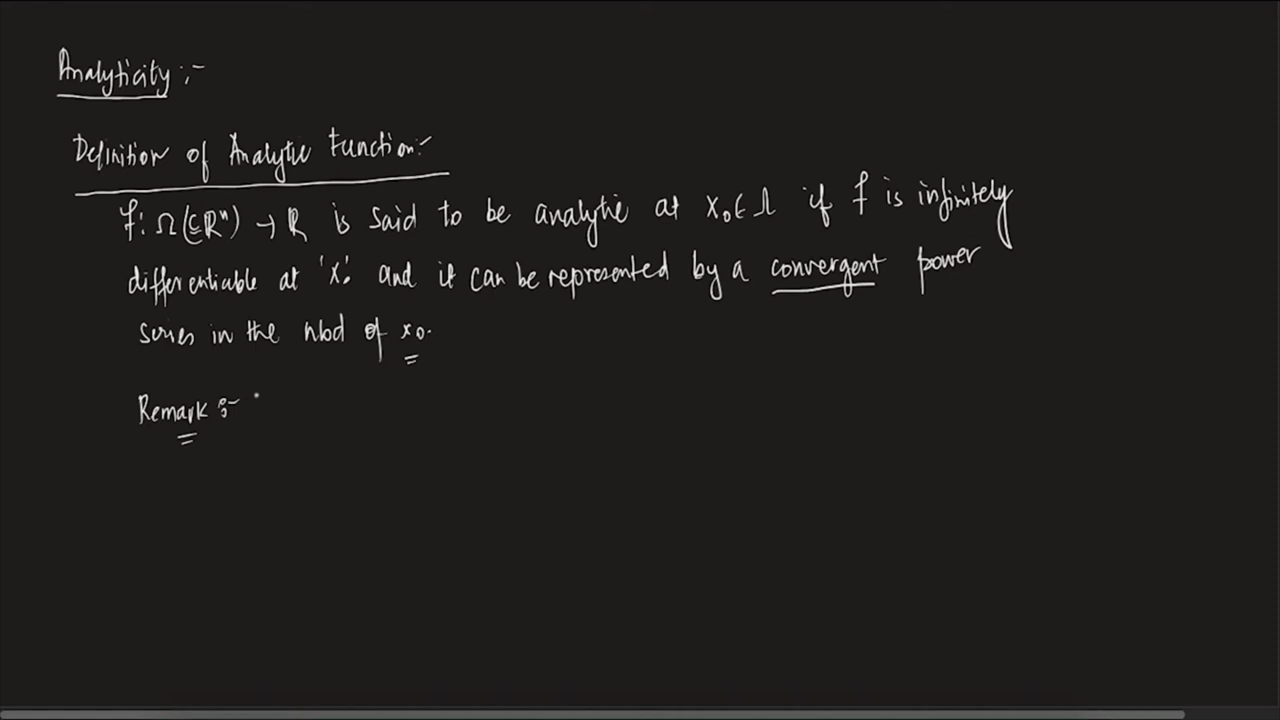 Analyticity :-
Definition of Analytic Function:-
f: Ω(⊆ℝⁿ) → ℝ is said to be analytic at x₀ ∈ Ω if f is infinitely
differentiable at 'x₀' and it can be represented by a convergent power
series in the nbd of x₀.
Remark :-